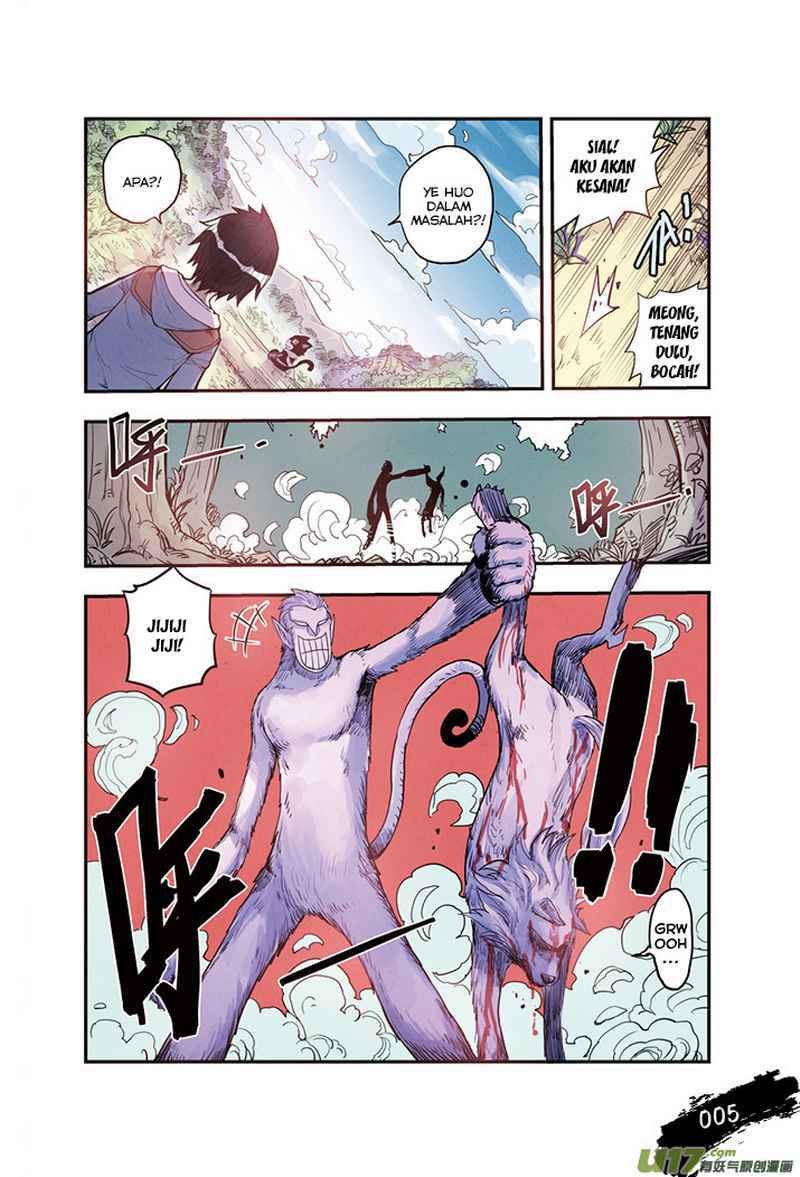 APA?!
YE HUO
DALAM
MASALAH?!
SIAL!
AKU AKAN
KESANA!
TA!
MEONG,
TENANG
DULU,
BOCAH!
呼
呼
JIJIJI
JIJI!
呼
!!
GRW
OOH
...
005
U17.com
有妖气原创漫画